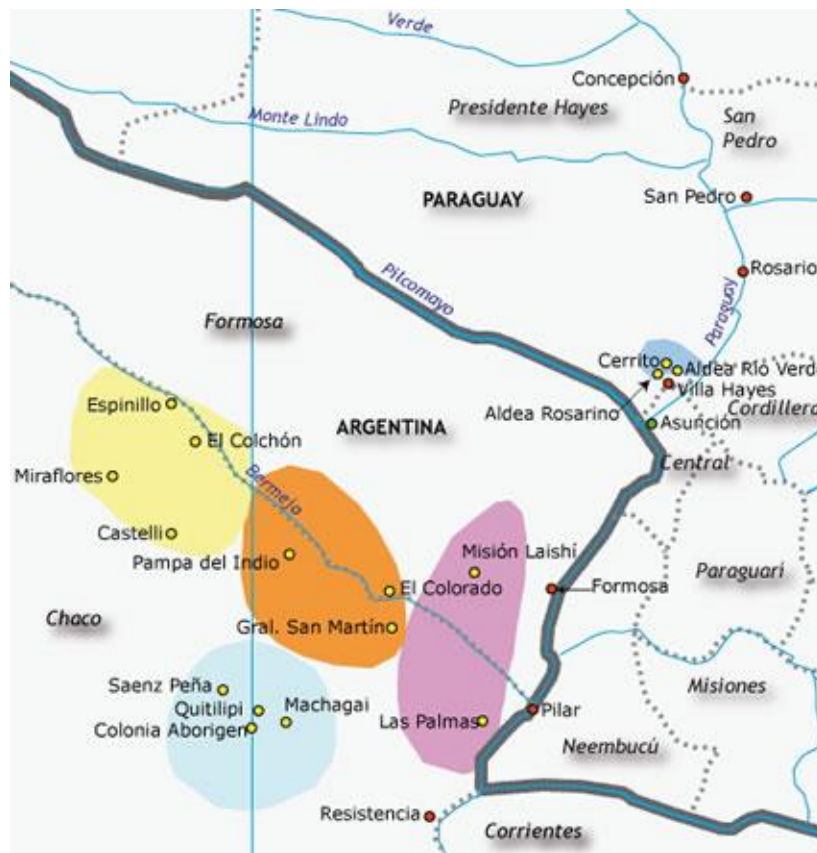 Verde
Concepción
Presidente Hayes
San
Pedro
Monte Lindo
San Pedro
PARAGUAY
Rosario
Pilcomayo
Paraguay
Formosa
Cerrito
Aldea Río Verde
Villa Hayes
Espinillo
Aldea Rosarino
Cordillera
ARGENTINA
Asunción
El Colchón
Central
Miraflores
Bermejo
Castelli
Misión Laishí
Pampa del Indio
El Colorado
Formosa
Paraguari
Chaco
Gral. San Martín
Saenz Peña
Misiones
Quitilipi
Machagai
Las Palmas
Pilar
Colonia Aborigen
Neembucú
Resistencia
Corrientes